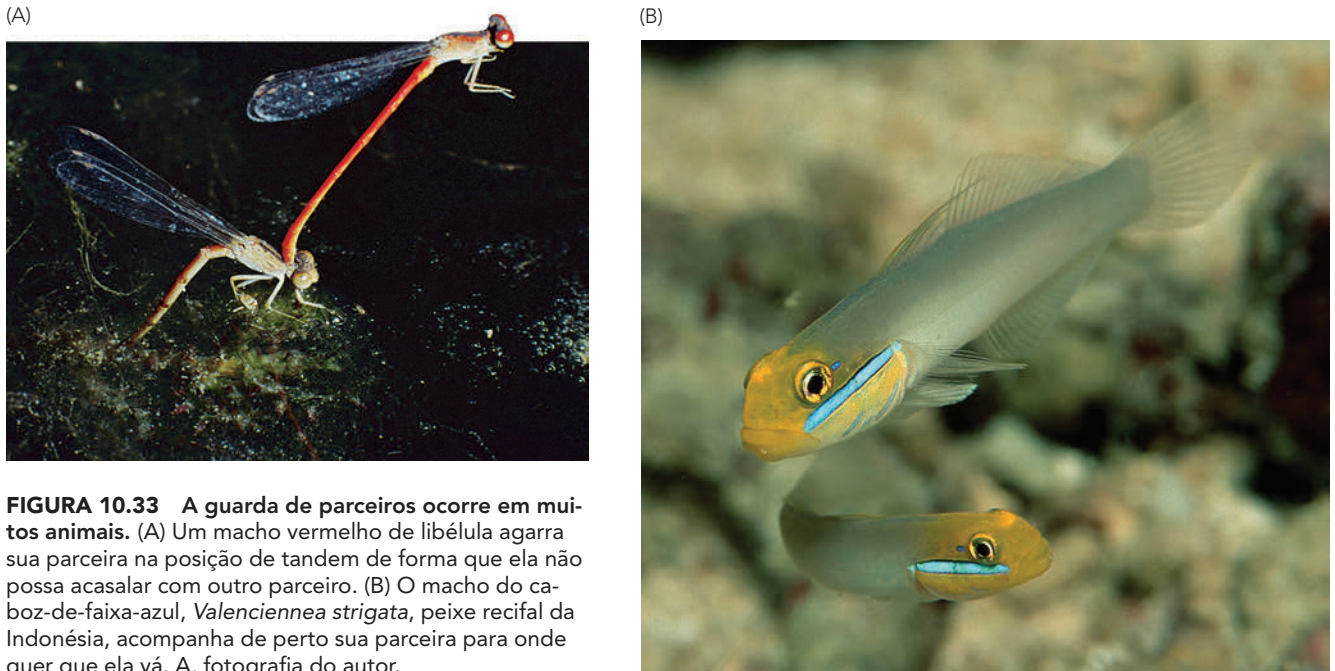 (A)
(B)
FIGURA 10.33 A guarda de parceiros ocorre em mui-
tos animais. (A) Um macho vermelho de libélula agarra
sua parceira na posição de tandem de forma que ela não
possa acasalar com outro parceiro. (B) O macho do ca-
boz-de-faixa-azul, Valenciennea strigata, peixe recifal da
Indonésia, acompanha de perto sua parceira para onde
quer que ela vá. A, fotografia do autor.